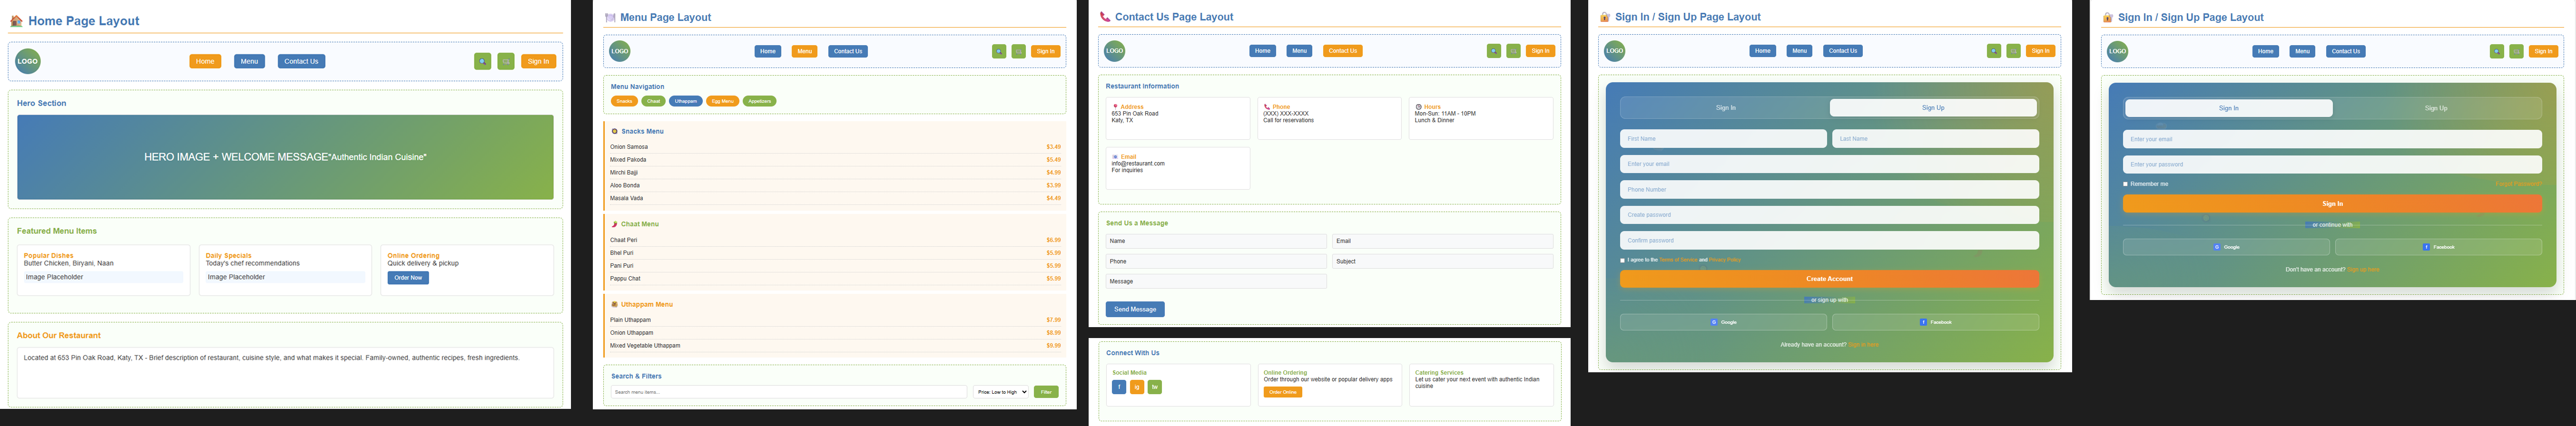 Home Page Layout
LOGO
Home
Menu
Contact Us
Sign In
Hero Section
HERO IMAGE + WELCOME MESSAGE"Authentic Indian Cuisine"
Featured Menu Items
Popular Dishes
Butter Chicken, Biryani, Naan
Image Placeholder
Daily Specials
Today's chef recommendations
Image Placeholder
Online Ordering
Quick delivery & pickup
Order Now
About Our Restaurant
Located at 653 Pin Oak Road, Katy, TX - Brief description of restaurant, cuisine style, and what makes it special. Family-owned, authentic recipes, fresh ingredients.
Menu Page Layout
LOGO
Home
Menu
Contact Us
Sign In
Menu Navigation
Snacks
Chaat
Uthappam
Egg Menu
Appetizers
Snacks Menu
Onion Samosa $3.49
Mixed Pakoda $5.49
Mirchi Bajji $4.99
Aloo Bonda $3.99
Masala Vada $4.49
Chaat Menu
Chaat Peri $6.99
Bhel Puri $5.99
Pani Puri $5.99
Pappu Chat $5.99
Uthappam Menu
Plain Uthappam $7.99
Onion Uthappam $8.99
Mixed Vegetable Uthappam $9.99
Search & Filters
Search menu items...
Price: Low to High
Filter
Contact Us Page Layout
LOGO
Home
Menu
Contact Us
Sign In
Restaurant Information
Address
653 Pin Oak Road
Katy, TX
Phone
(XXX) XXX-XXXX
Call for reservations
Hours
Mon-Sun: 11AM - 10PM
Lunch & Dinner
Email
info@restaurant.com
For inquiries
Send Us a Message
Name
Email
Phone
Subject
Message
Send Message
Connect With Us
Social Media
f
ig
tw
Online Ordering
Order through our website or popular delivery apps
Order Online
Catering Services
Let us cater your next event with authentic Indian
cuisine
Sign In / Sign Up Page Layout
LOGO
Home
Menu
Contact Us
Sign In
Sign In
Sign Up
First Name
Last Name
Enter your email
Phone Number
Create password
Confirm password
I agree to the Terms of Service and Privacy Policy
Create Account
or sign up with
G Google
f Facebook
Already have an account? Sign in here
Sign In / Sign Up Page Layout
LOGO
Home
Menu
Contact Us
Sign In
Sign In
Sign Up
Enter your email
Enter your password
Remember me
Forgot Password?
Sign In
or continue with
G Google
f Facebook
Don't have an account? Sign up here